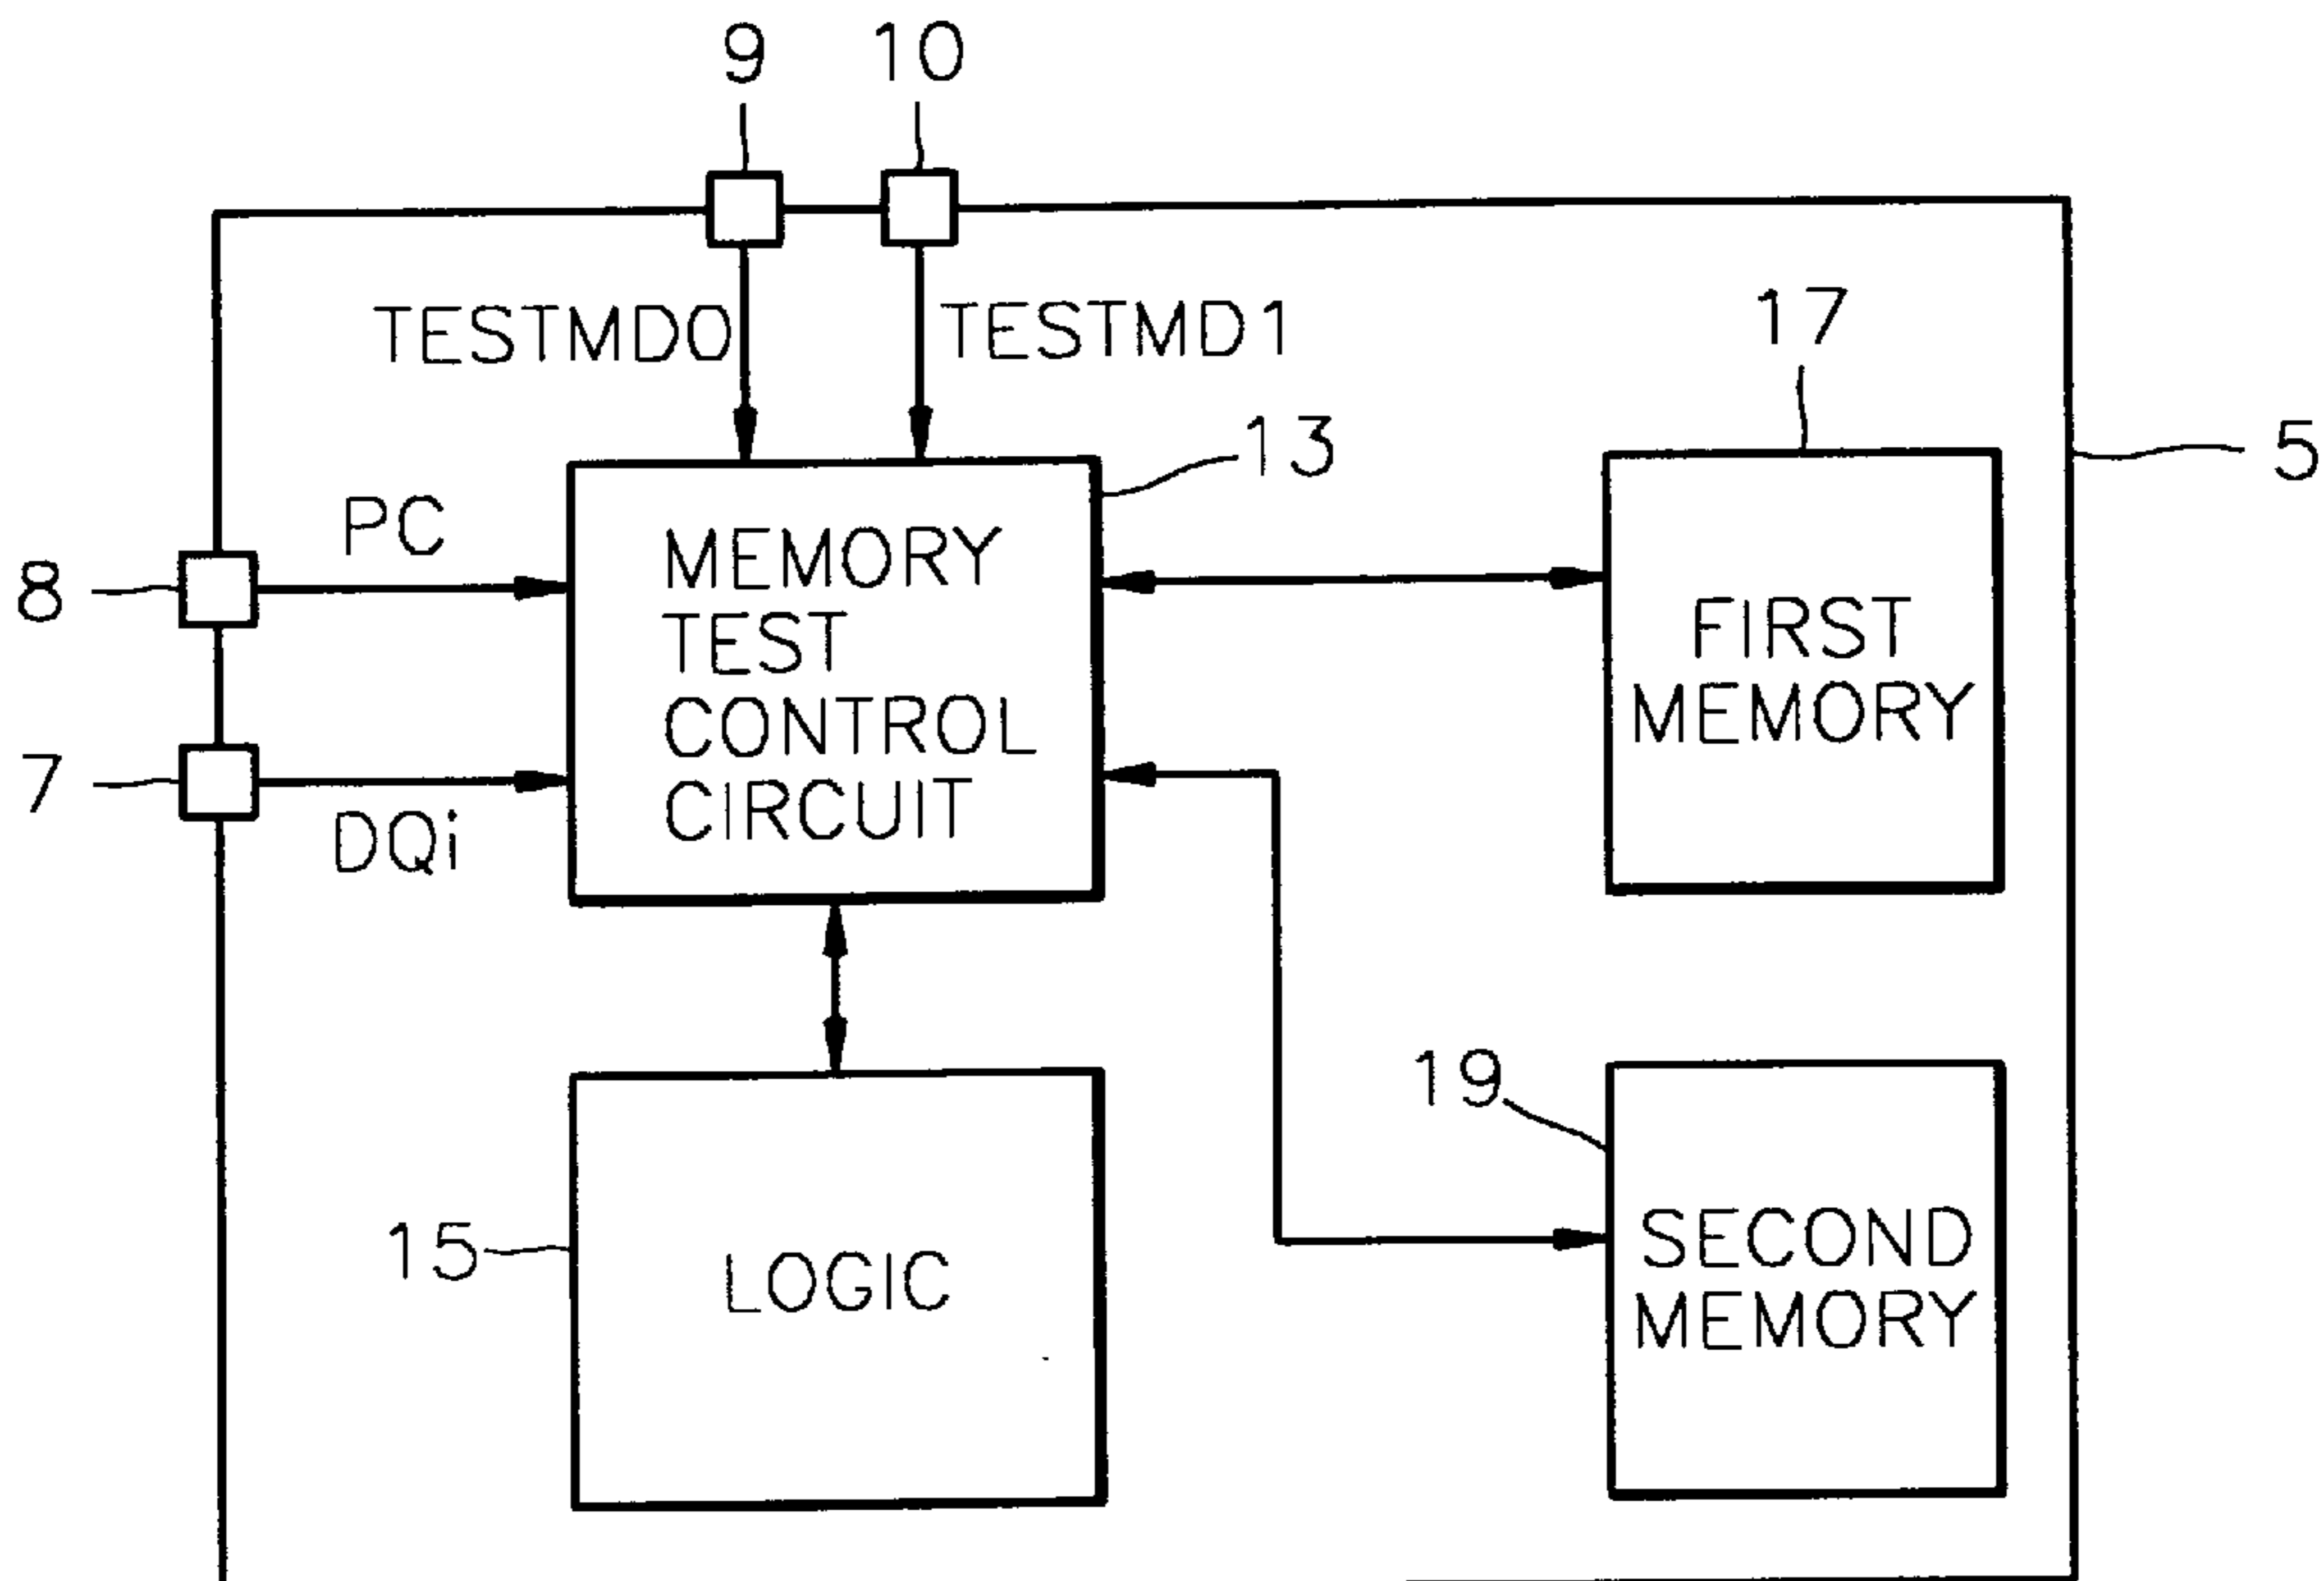 9
10
TESTMD0
TESTMD1
17
13
5
PC
8
MEMORY
TEST
CONTROL
CIRCUIT
FIRST
MEMORY
7
DQi
19
15
LOGIC
SECOND
MEMORY